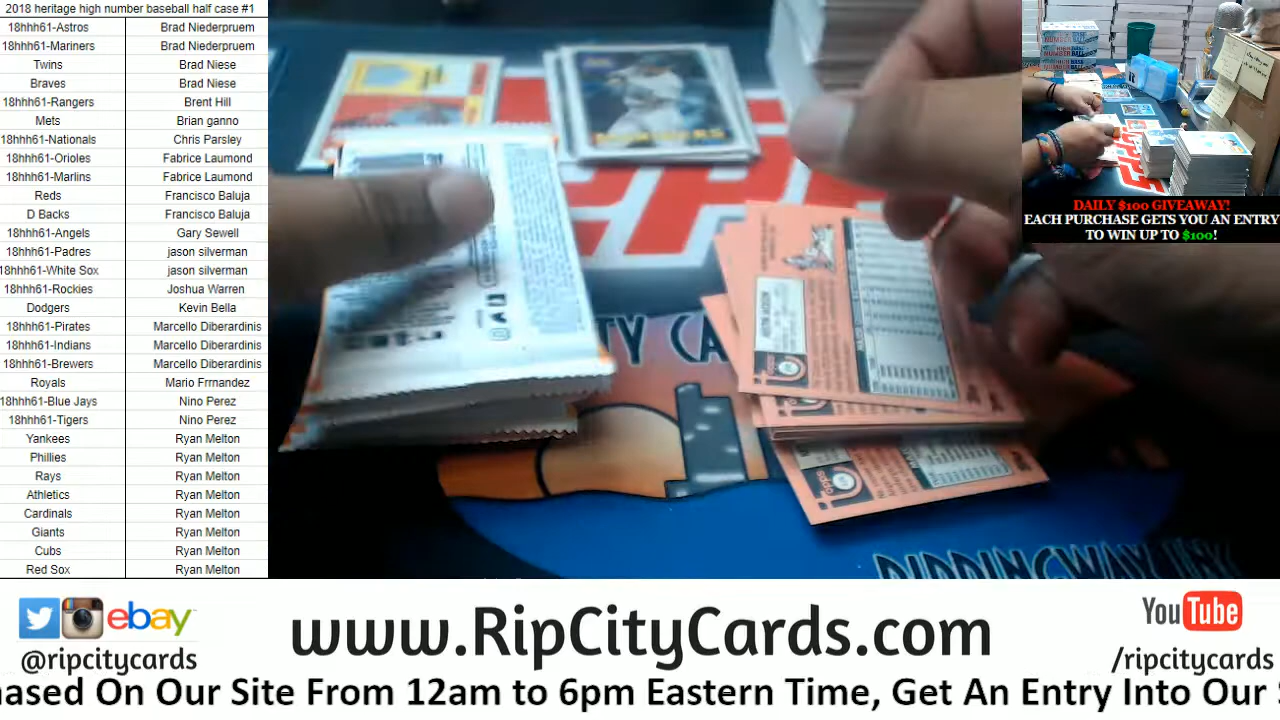 2018 heritage high number baseball half case #1
18hhh61-Astros Brad Niederpruem
18hhh61-Mariners Brad Niederpruem
Twins Brad Niese
Braves Brad Niese
18hhh61-Rangers Brent Hill
Mets Brian ganno
18hhh61-Nationals Chris Parsley
18hhh61-Orioles Fabrice Laumond
18hhh61-Marlins Fabrice Laumond
Reds Francisco Baluja
D Backs Francisco Baluja
18hhh61-Angels Gary Sewell
18hhh61-Padres jason silverman
18hhh61-White Sox jason silverman
18hhh61-Rockies Joshua Warren
Dodgers Kevin Bella
18hhh61-Pirates Marcello Diberardinis
18hhh61-Indians Marcello Diberardinis
18hhh61-Brewers Marcello Diberardinis
Royals Mario Frrnandez
18hhh61-Blue Jays Nino Perez
18hhh61-Tigers Nino Perez
Yankees Ryan Melton
Phillies Ryan Melton
Rays Ryan Melton
Athletics Ryan Melton
Cardinals Ryan Melton
Giants Ryan Melton
Cubs Ryan Melton
Red Sox Ryan Melton
DAILY $100 GIVEAWAY!
EACH PURCHASE GETS YOU AN ENTRY
TO WIN UP TO $100!
ebay
@ripcitycards
www.RipCityCards.com
YouTube
/ripcitycards
hased On Our Site From 12am to 6pm Eastern Time, Get An Entry Into Our